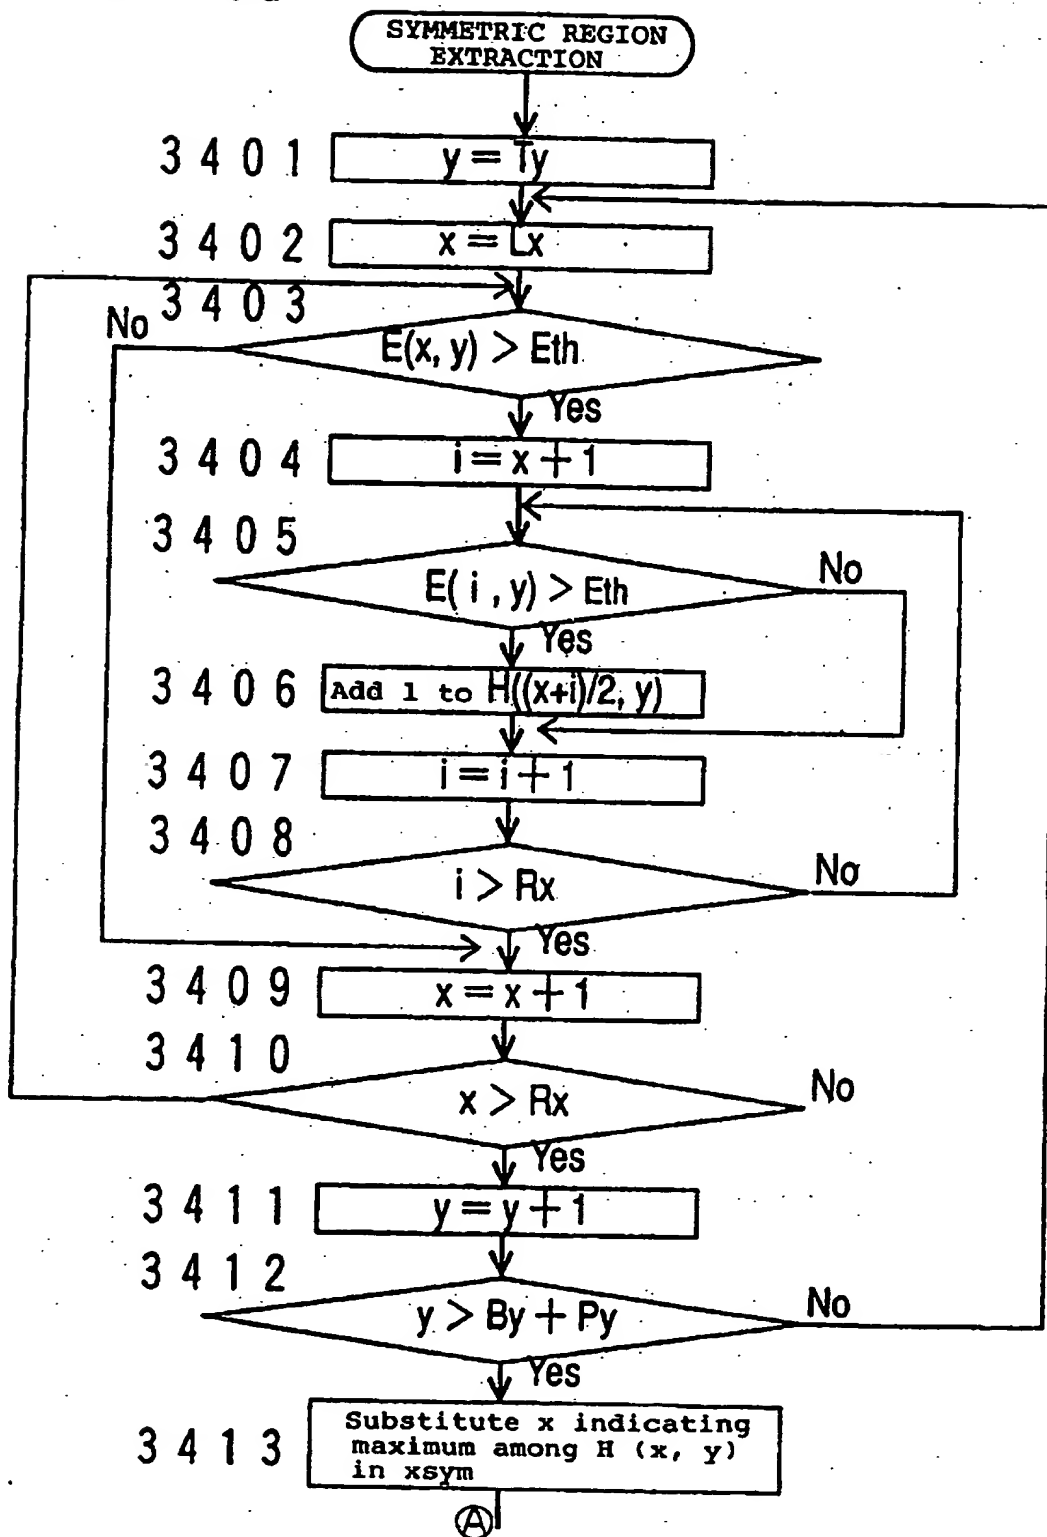 SYMMETRIC REGION
EXTRACTION
3401
y = Ty
3402
x = Lx
3403
No
E(x, y) > Eth
Yes
3404
i = x + 1
3405
E( i , y) > Eth
No
Yes
3406
Add 1 to H((x+i)/2, y)
3407
i = i + 1
3408
i > Rx
No
Yes
3409
x = x + 1
3410
x > Rx
No
Yes
3411
y = y + 1
3412
y > By + Py
No
Yes
3413
Substitute x indicating
maximum among H (x, y)
in xsym
A